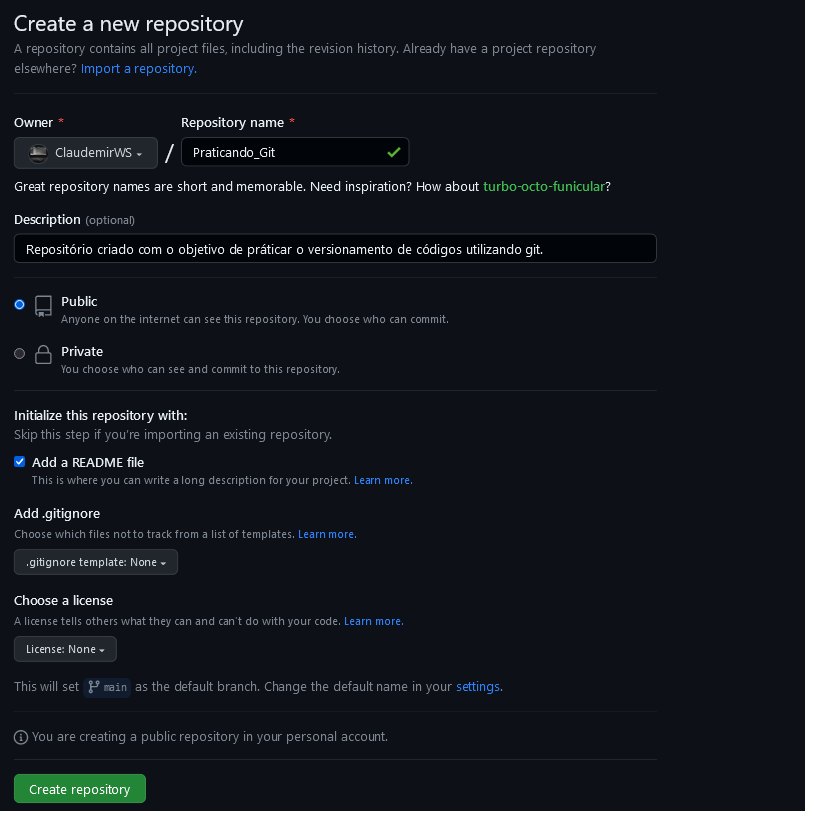 Create a new repository
A repository contains all project files, including the revision history. Already have a project repository
elsewhere? Import a repository.
Owner * Repository name *
ClaudemirWS / Praticando_Git
Great repository names are short and memorable. Need inspiration? How about turbo-octo-funicular?
Description (optional)
Repositório criado com o objetivo de práticar o versionamento de códigos utilizando git.
Public
Anyone on the internet can see this repository. You choose who can commit.
Private
You choose who can see and commit to this repository.
Initialize this repository with:
Skip this step if you're importing an existing repository.
Add a README file
This is where you can write a long description for your project. Learn more.
Add .gitignore
Choose which files not to track from a list of templates. Learn more.
.gitignore template: None
Choose a license
A license tells others what they can and can't do with your code. Learn more.
License: None
This will set main as the default branch. Change the default name in your settings.
You are creating a public repository in your personal account.
Create repository